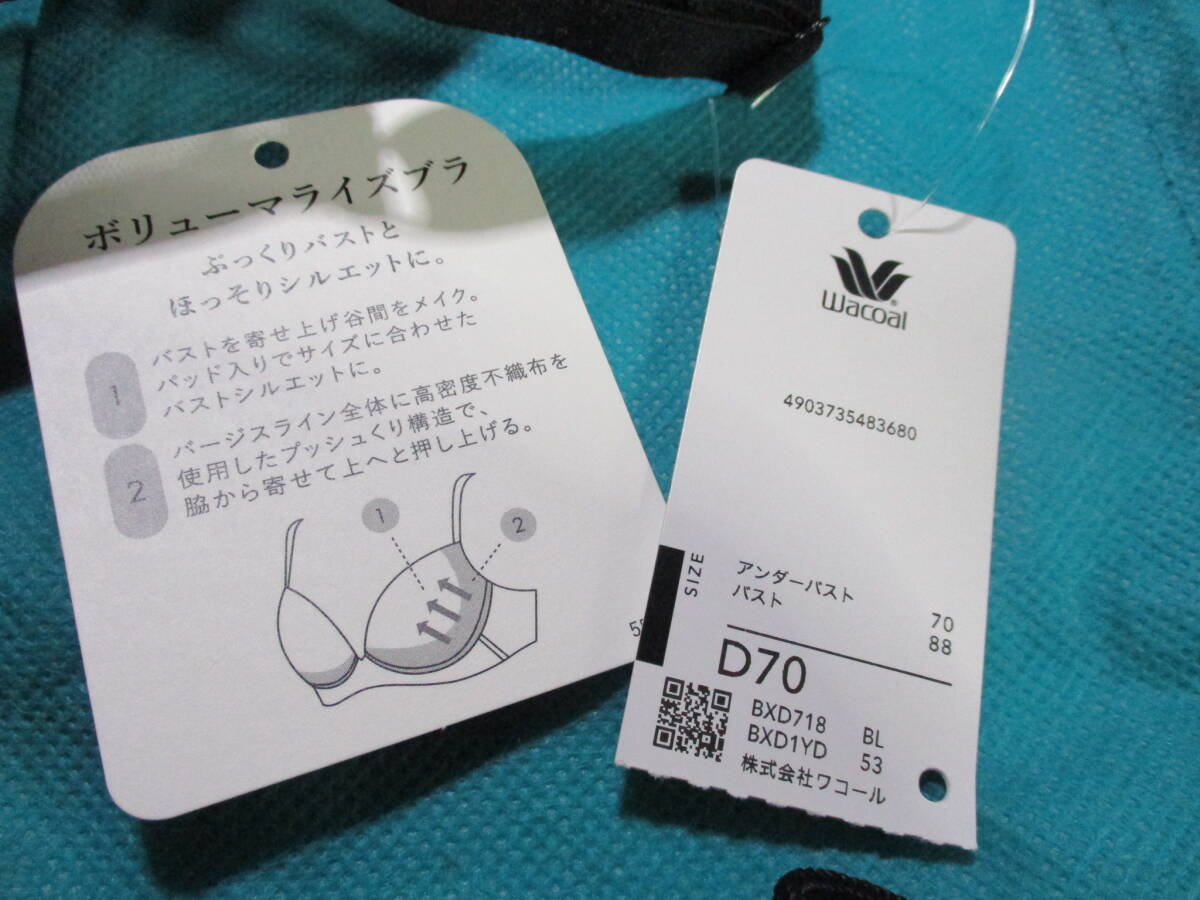 ボリューマライズブラ
ぷっくりバストと
ほっそりシルエットに。
1
バストを寄せ上げ谷間をメイク。
パッド入りでサイズに合わせた
バストシルエットに。
2
バージスライン全体に高密度不織布を
使用したプッシュくり構造で、
脇から寄せて上へと押し上げる。
1
2
Wacoal®
4903735483680
SIZE
アンダーバスト 70
バスト 88
D70
BXD718 BL
BXD1YD 53
株式会社ワコール